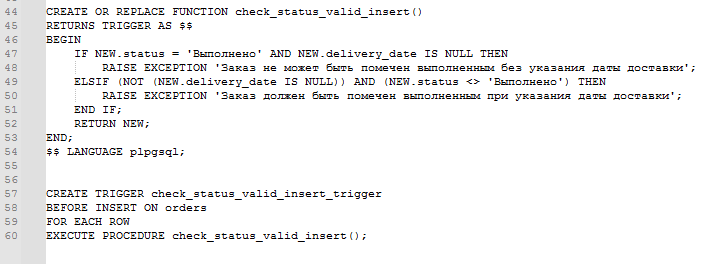 44 CREATE OR REPLACE FUNCTION check_status_valid_insert()
45 RETURNS TRIGGER AS $$
46 BEGIN
47 IF NEW.status = 'Выполнено' AND NEW.delivery_date IS NULL THEN
48 RAISE EXCEPTION 'Заказ не может быть помечен выполненным без указания даты доставки';
49 ELSIF (NOT (NEW.delivery_date IS NULL)) AND (NEW.status <> 'Выполнено') THEN
50 RAISE EXCEPTION 'Заказ должен быть помечен выполненным при указания даты доставки';
51 END IF;
52 RETURN NEW;
53 END;
54 $$ LANGUAGE plpgsql;
55
56
57 CREATE TRIGGER check_status_valid_insert_trigger
58 BEFORE INSERT ON orders
59 FOR EACH ROW
60 EXECUTE PROCEDURE check_status_valid_insert();